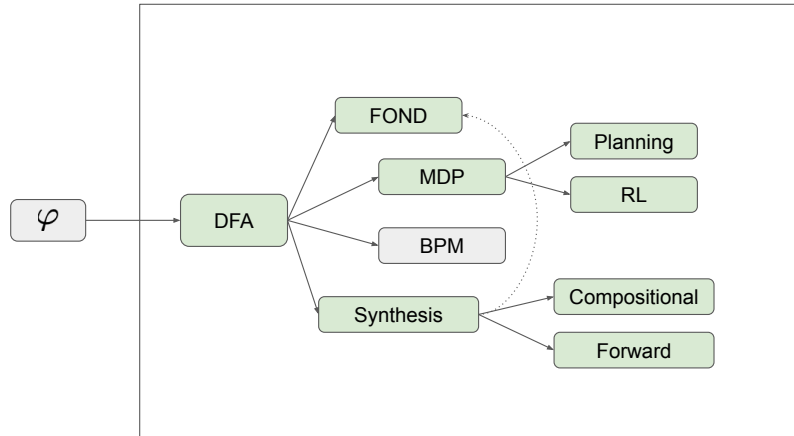 FOND
Planning
MDP
RL
φ
DFA
BPM
Compositional
Synthesis
Forward